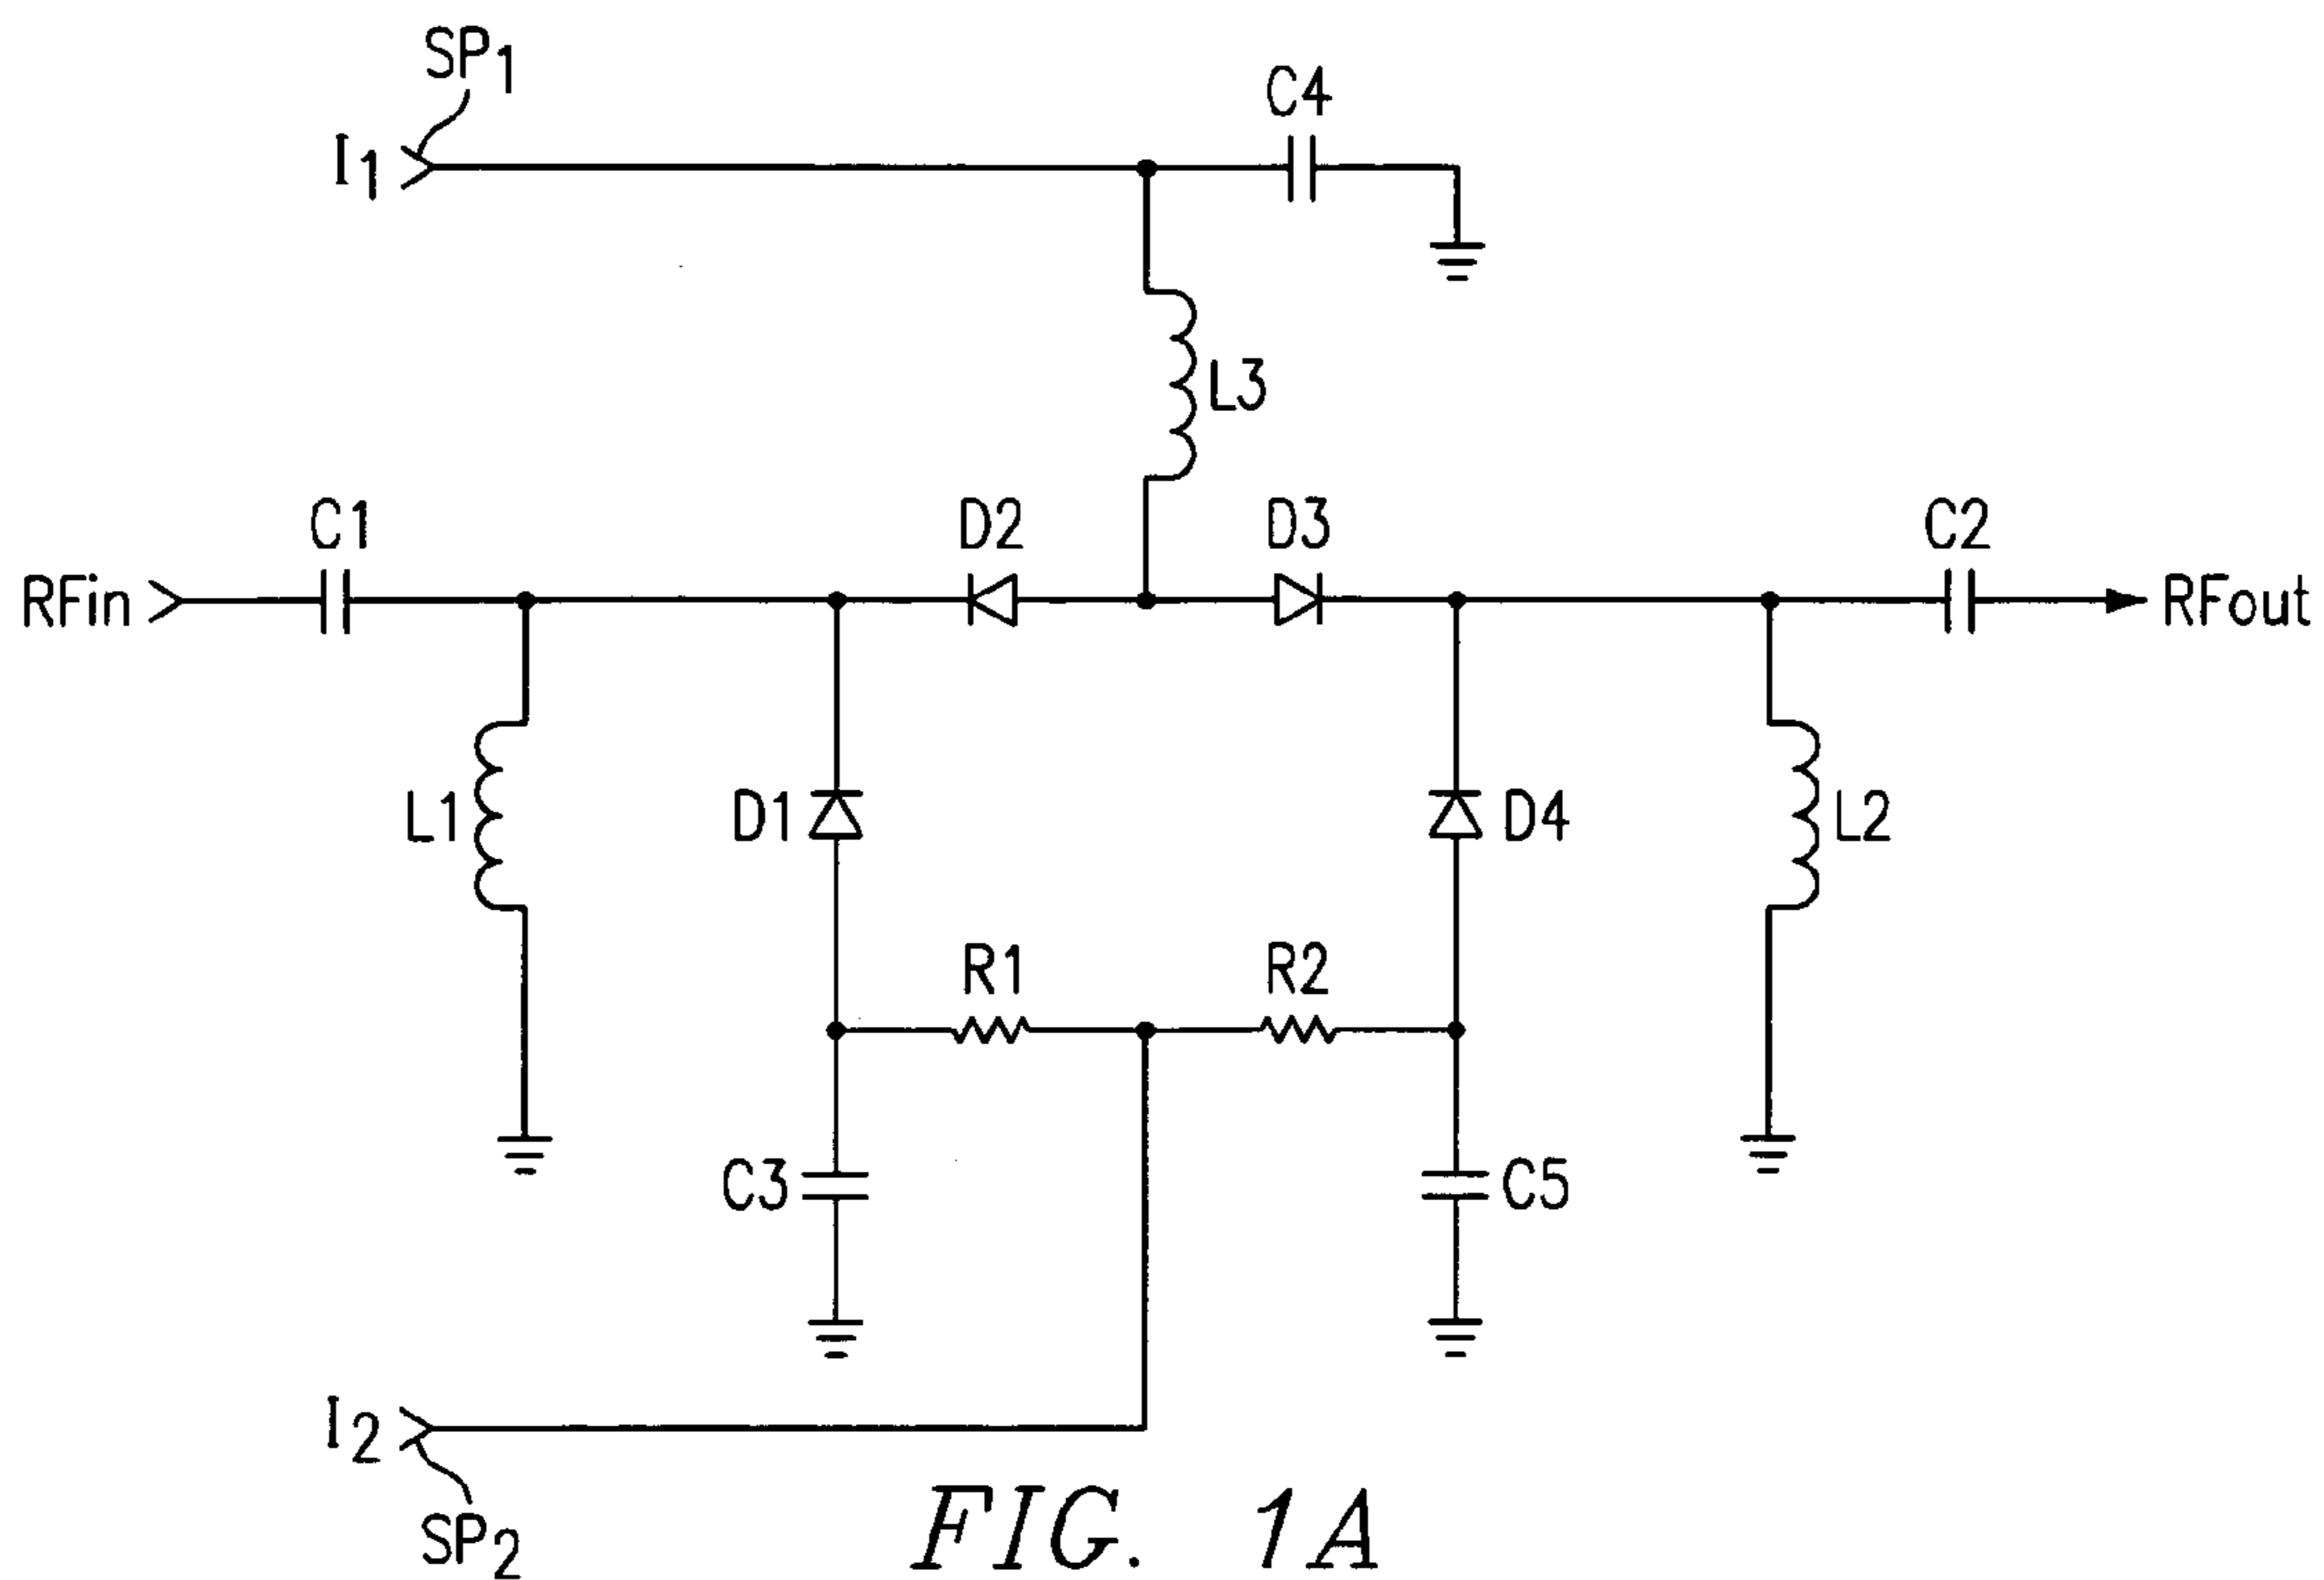 SP1
C4
I1
L3
C1
D2
D3
C2
RFin
RFout
L1
D1
D4
L2
R1
R2
C3
C5
I2
SP2
FIG. 1A